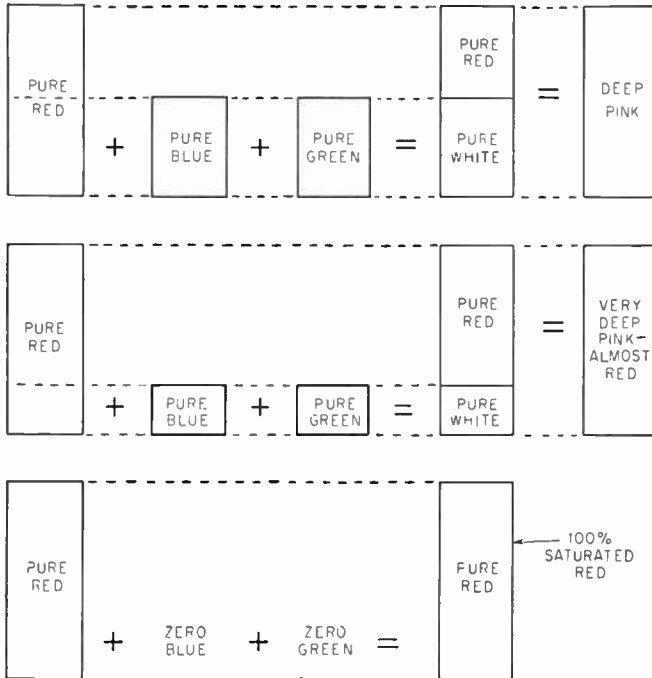 PURE RED
+
PURE BLUE
+
PURE GREEN
=
PURE RED
PURE WHITE
=
DEEP PINK
PURE RED
+
PURE BLUE
+
PURE GREEN
=
PURE RED
PURE WHITE
=
VERY DEEP PINK-ALMOST RED
PURE RED
+
ZERO BLUE
+
ZERO GREEN
=
PURE RED
100% SATURATED RED